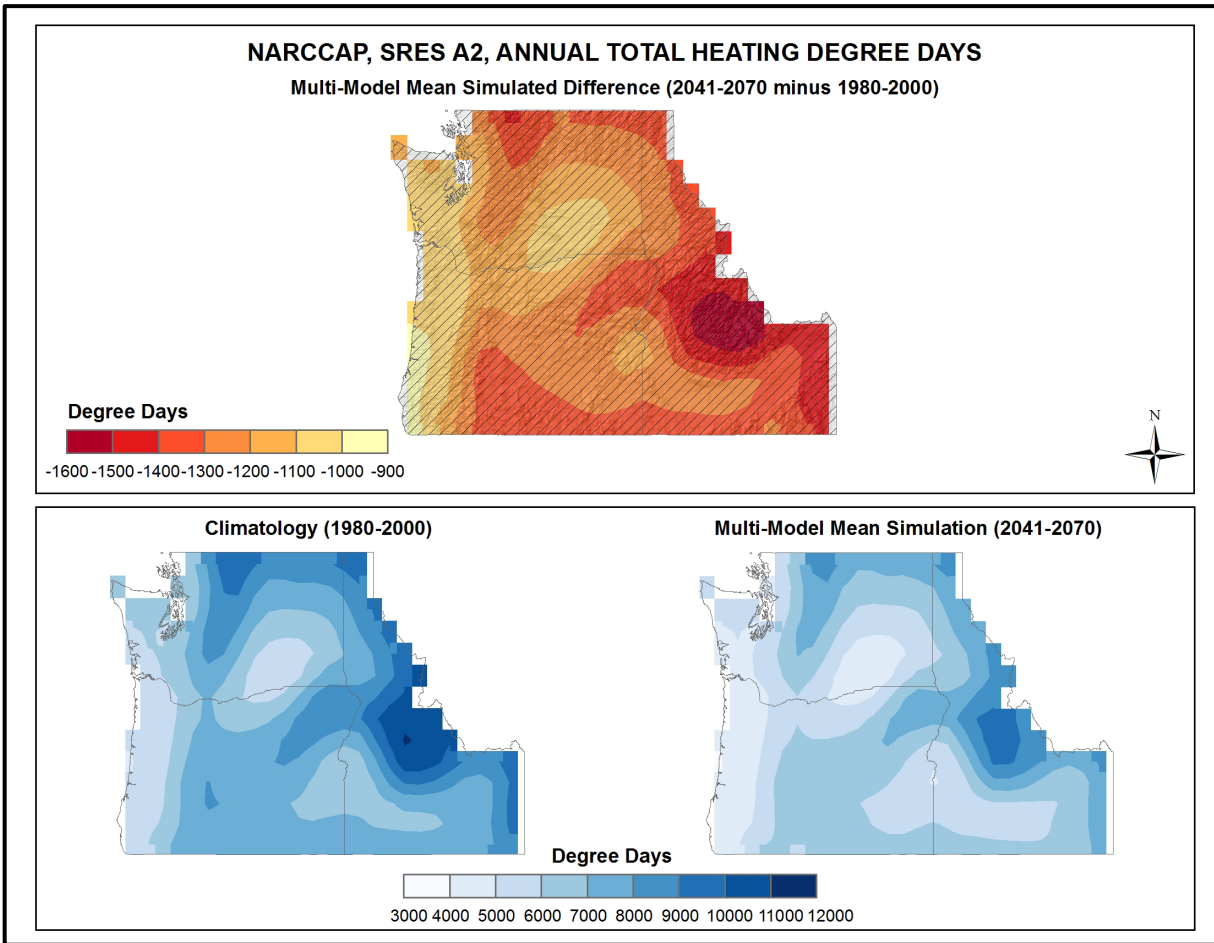 NARCCAP, SRES A2, ANNUAL TOTAL HEATING DEGREE DAYS
Multi-Model Mean Simulated Difference (2041-2070 minus 1980-2000)
Degree Days
-1600 -1500 -1400 -1300 -1200 -1100 -1000 -900
N
Climatology (1980-2000)
Multi-Model Mean Simulation (2041-2070)
Degree Days
3000 4000 5000 6000 7000 8000 9000 10000 11000 12000